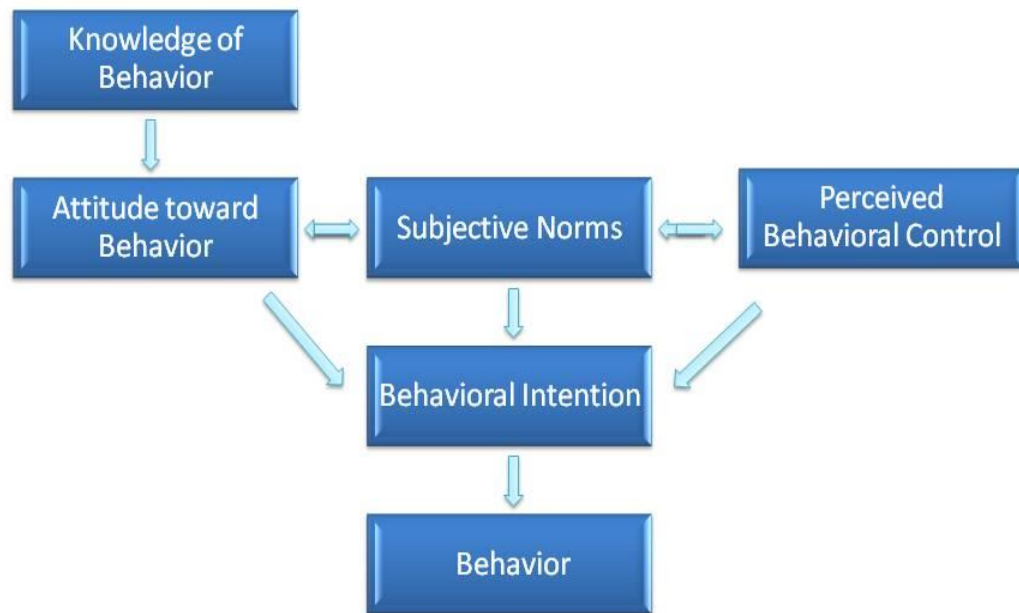 Knowledge of
Behavior
Attitude toward
Behavior
Subjective Norms
Perceived
Behavioral Control
Behavioral Intention
Behavior